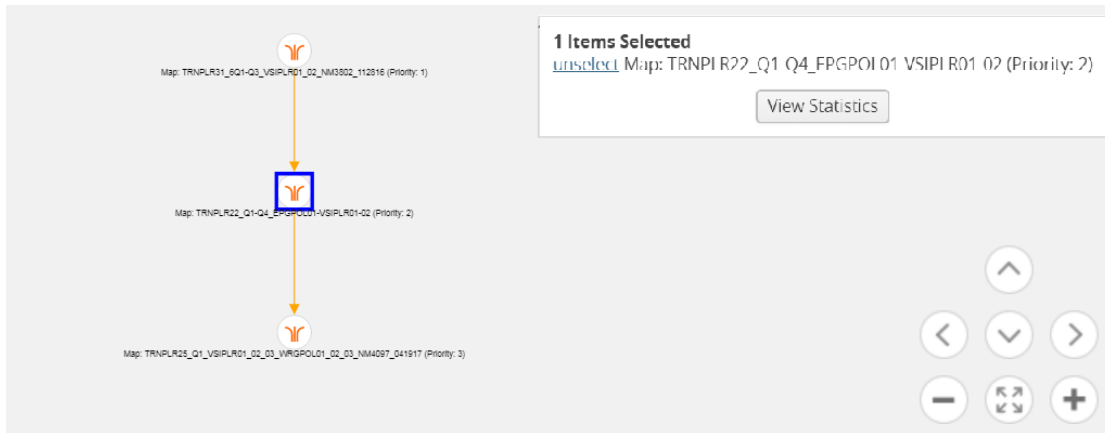 Map: TRNPLR31_6Q1-Q3_VSIPLR01_02_NM3802_112816 (Priority: 1)
1 Items Selected
unselect Map: TRNPLR22_Q1-Q4_EPGPOL01-VSIPLR01-02 (Priority: 2)
View Statistics
Map: TRNPLR22_Q1-Q4_EPGPOL01-VSIPLR01-02 (Priority: 2)
Map: TRNPLR25_Q1_VSIPLR01_02_03_WRGPOL01_02_03_NM4097_041917 (Priority: 3)